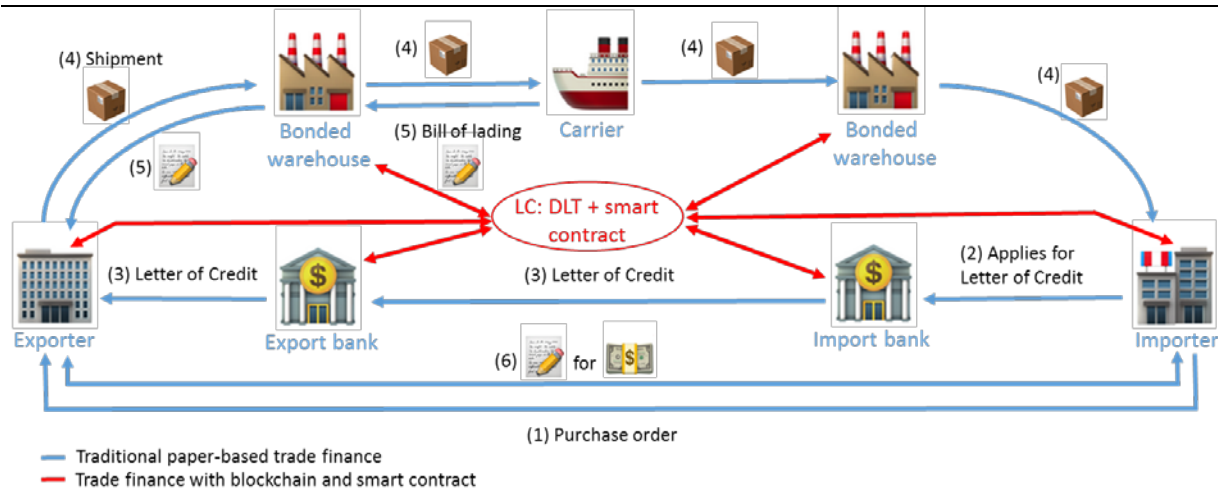 (4) Shipment
(4)
(4)
(4)
Bonded
warehouse
(5) Bill of lading
Carrier
Bonded
warehouse
(5)
LC: DLT + smart
contract
(3) Letter of Credit
(3) Letter of Credit
(2) Applies for
Letter of Credit
Exporter
Export bank
Import bank
Importer
(6)
for
(1) Purchase order
Traditional paper-based trade finance
Trade finance with blockchain and smart contract